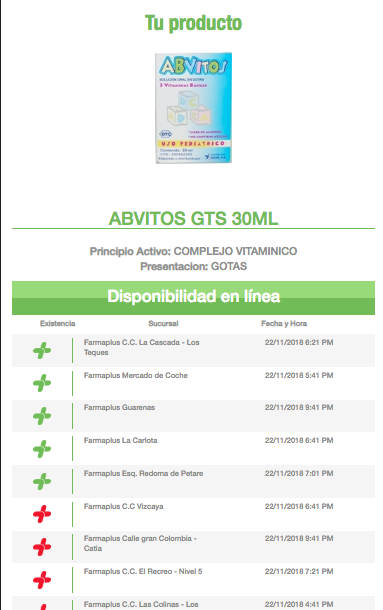 Tu producto
ABVITOS
SOLUCION ORAL EN GOTAS
3 VITAMINAS BASICAS
OTC
USO PEDIATRICO
Contenido: 30 ml
ABVITOS GTS 30ML
Principio Activo: COMPLEJO VITAMINICO
Presentacion: GOTAS
Disponibilidad en línea
Existencia Sucursal Fecha y Hora
Farmaplus C.C. La Cascada - Los Teques 22/11/2018 6:21 PM
Farmaplus Mercado de Coche 22/11/2018 5:41 PM
Farmaplus Guarenas 22/11/2018 9:41 PM
Farmaplus La Carlota 22/11/2018 6:41 PM
Farmaplus Esq. Redoma de Petare 22/11/2018 7:01 PM
Farmaplus C.C Vizcaya 22/11/2018 6:41 PM
Farmaplus Calle gran Colombia - Catia 22/11/2018 9:41 PM
Farmaplus C.C. El Recreo - Nivel 5 22/11/2018 7:21 PM
Farmaplus C.C. Las Colinas - Los 22/11/2018 4:41 PM